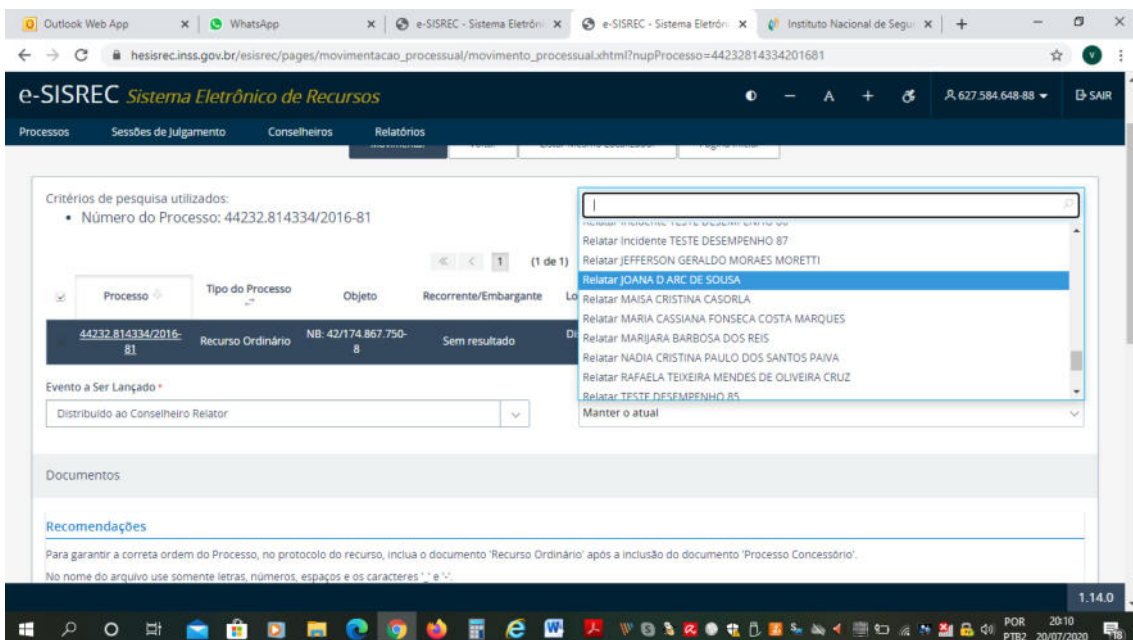 Outlook Web App
WhatsApp
e-SISREC - Sistema Eletrôni
e-SISREC - Sistema Eletrôni
Instituto Nacional de Segu
hesisrec.inss.gov.br/esisrec/pages/movimentacao_processual/movimento_processual.xhtml?nupProcesso=44232814334201681
V
e-SISREC Sistema Eletrônico de Recursos
A
627.584.648-88
SAIR
Processos
Sessões de Julgamento
Conselheiros
Relatórios
Critérios de pesquisa utilizados:
• Número do Processo: 44232.814334/2016-81
1 (1 de 1)
Processo
Tipo do Processo
Objeto
Recorrente/Embargante
Lo
44232.814334/2016-81
Recurso Ordinário
NB: 42/174.867.750-8
Sem resultado
Di
Relatar Incidente TESTE DESEMPENHO 87
Relatar JEFFERSON GERALDO MORAES MORETTI
Relatar JOANA D ARC DE SOUSA
Relatar MAISA CRISTINA CASORLA
Relatar MARIA CASSIANA FONSECA COSTA MARQUES
Relatar MARIJARA BARBOSA DOS REIS
Relatar NADIA CRISTINA PAULO DOS SANTOS PAIVA
Relatar RAFAELA TEIXEIRA MENDES DE OLIVEIRA CRUZ
Relatar TESTE DESEMPENHO 85
Evento a Ser Lançado *
Distribuído ao Conselheiro Relator
Manter o atual
Documentos
Recomendações
Para garantir a correta ordem do Processo, no protocolo do recurso, inclua o documento 'Recurso Ordinário' após a inclusão do documento 'Processo Concessório'.
No nome do arquivo use somente letras, números, espaços e os caracteres '_' e '-'.
1.14.0
POR
PTB2
20:10
20/07/2020